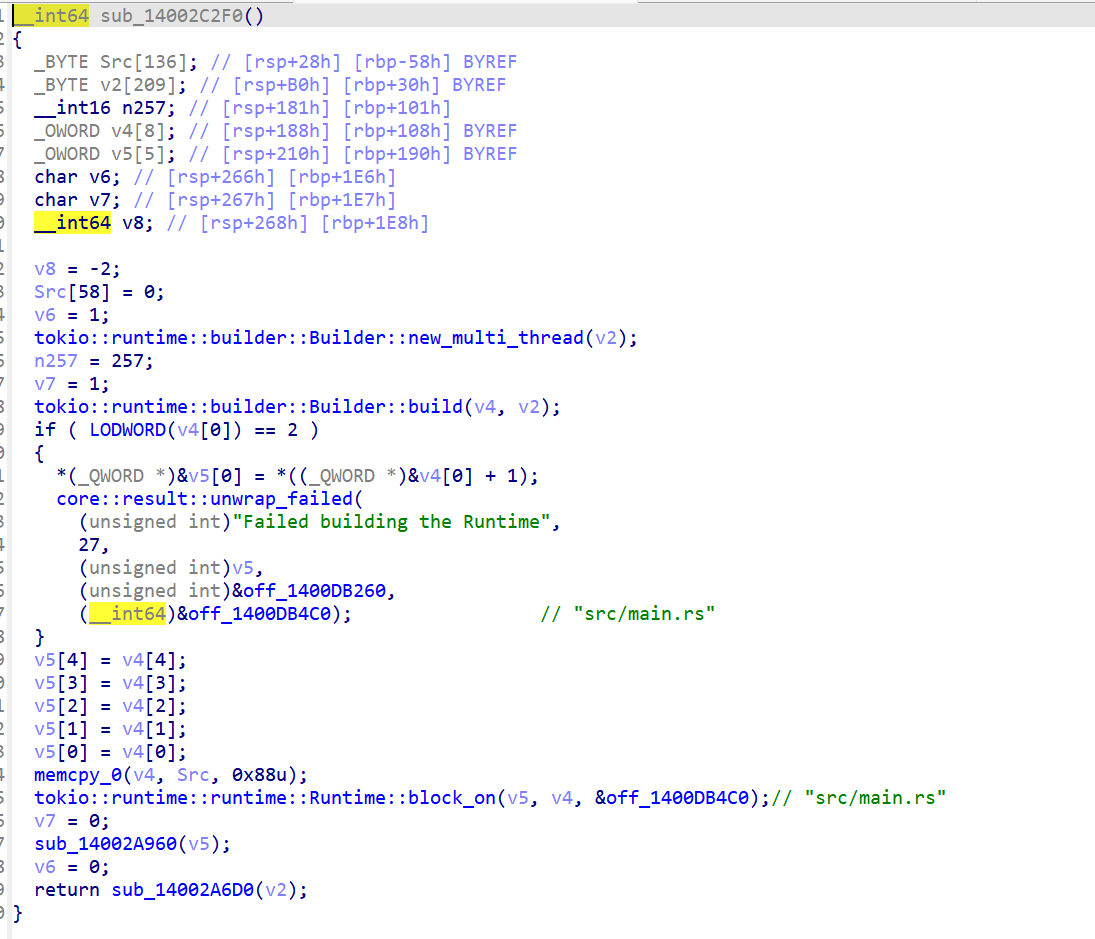 1 __int64 sub_14002C2F0()
2 {
3   _BYTE Src[136]; // [rsp+28h] [rbp-58h] BYREF
4   _BYTE v2[209]; // [rsp+B0h] [rbp+30h] BYREF
5   __int16 n257; // [rsp+181h] [rbp+101h]
6   _OWORD v4[8]; // [rsp+188h] [rbp+108h] BYREF
7   _OWORD v5[5]; // [rsp+210h] [rbp+190h] BYREF
8   char v6; // [rsp+266h] [rbp+1E6h]
9   char v7; // [rsp+267h] [rbp+1E7h]
0   __int64 v8; // [rsp+268h] [rbp+1E8h]
1
2   v8 = -2;
3   Src[58] = 0;
4   v6 = 1;
5   tokio::runtime::builder::Builder::new_multi_thread(v2);
6   n257 = 257;
7   v7 = 1;
8   tokio::runtime::builder::Builder::build(v4, v2);
9   if ( LODWORD(v4[0]) == 2 )
0   {
1     *(_QWORD *)&v5[0] = *((_QWORD *)&v4[0] + 1);
2     core::result::unwrap_failed(
3       (unsigned int)"Failed building the Runtime",
4       27,
5       (unsigned int)v5,
6       (unsigned int)&off_1400DB260,
7       (__int64)&off_1400DB4C0); // "src/main.rs"
8   }
9   v5[4] = v4[4];
0   v5[3] = v4[3];
1   v5[2] = v4[2];
2   v5[1] = v4[1];
3   v5[0] = v4[0];
4   memcpy_0(v4, Src, 0x88u);
5   tokio::runtime::runtime::Runtime::block_on(v5, v4, &off_1400DB4C0);// "src/main.rs"
6   v7 = 0;
7   sub_14002A960(v5);
8   v6 = 0;
9   return sub_14002A6D0(v2);
0 }